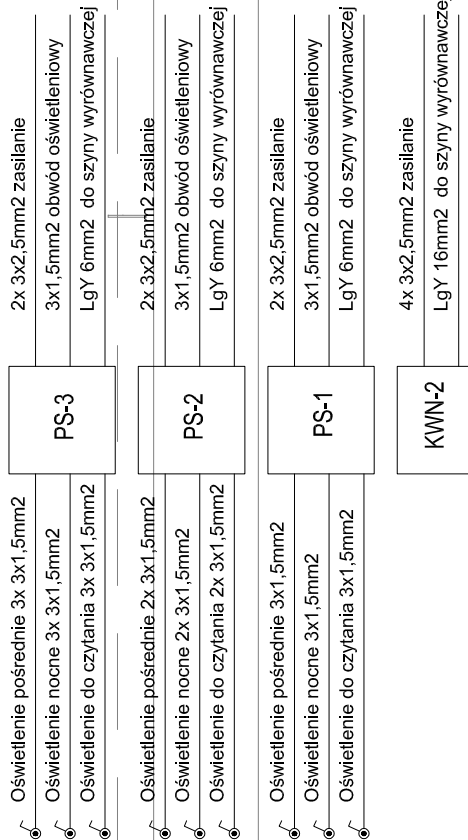 Oświetlenie pośrednie 3x 3x1,5mm2
Oświetlenie nocne 3x 3x1,5mm2
Oświetlenie do czytania 3x 3x1,5mm2
PS-3
2x 3x2,5mm2 zasilanie
3x1,5mm2 obwód oświetleniowy
LgY 6mm2 do szyny wyrównawczej
Oświetlenie pośrednie 2x 3x1,5mm2
Oświetlenie nocne 2x 3x1,5mm2
Oświetlenie do czytania 2x 3x1,5mm2
PS-2
2x 3x2,5mm2 zasilanie
3x1,5mm2 obwód oświetleniowy
LgY 6mm2 do szyny wyrównawczej
Oświetlenie pośrednie 3x1,5mm2
Oświetlenie nocne 3x1,5mm2
Oświetlenie do czytania 3x1,5mm2
PS-1
2x 3x2,5mm2 zasilanie
3x1,5mm2 obwód oświetleniowy
LgY 6mm2 do szyny wyrównawczej
KWN-2
4x 3x2,5mm2 zasilanie
LgY 16mm2 do szyny wyrównawczej